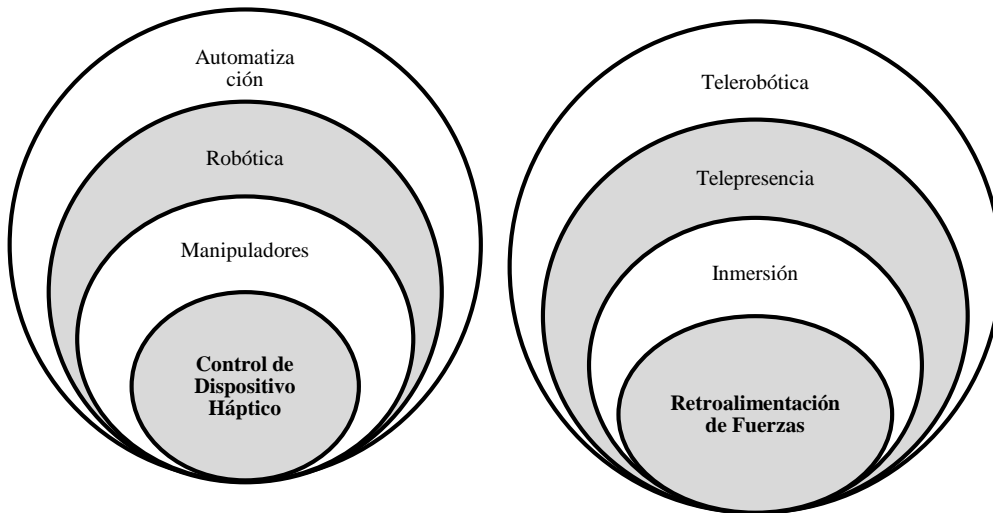 Automatiza
ción
Robótica
Manipuladores
Control de
Dispositivo
Háptico
Telerobótica
Telepresencia
Inmersión
Retroalimentación
de Fuerzas